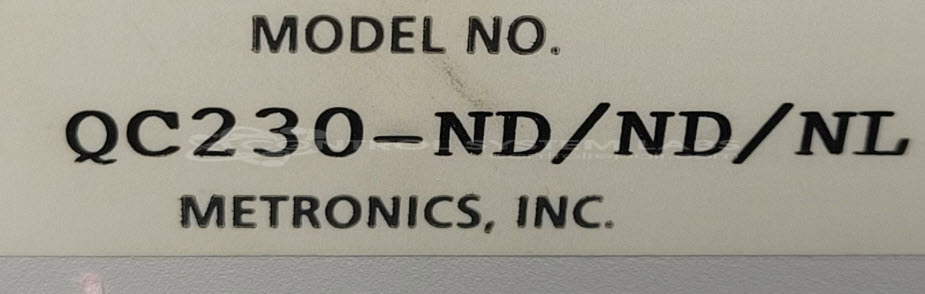 MODEL NO.
QC230-ND/ND/NL
METRONICS, INC.